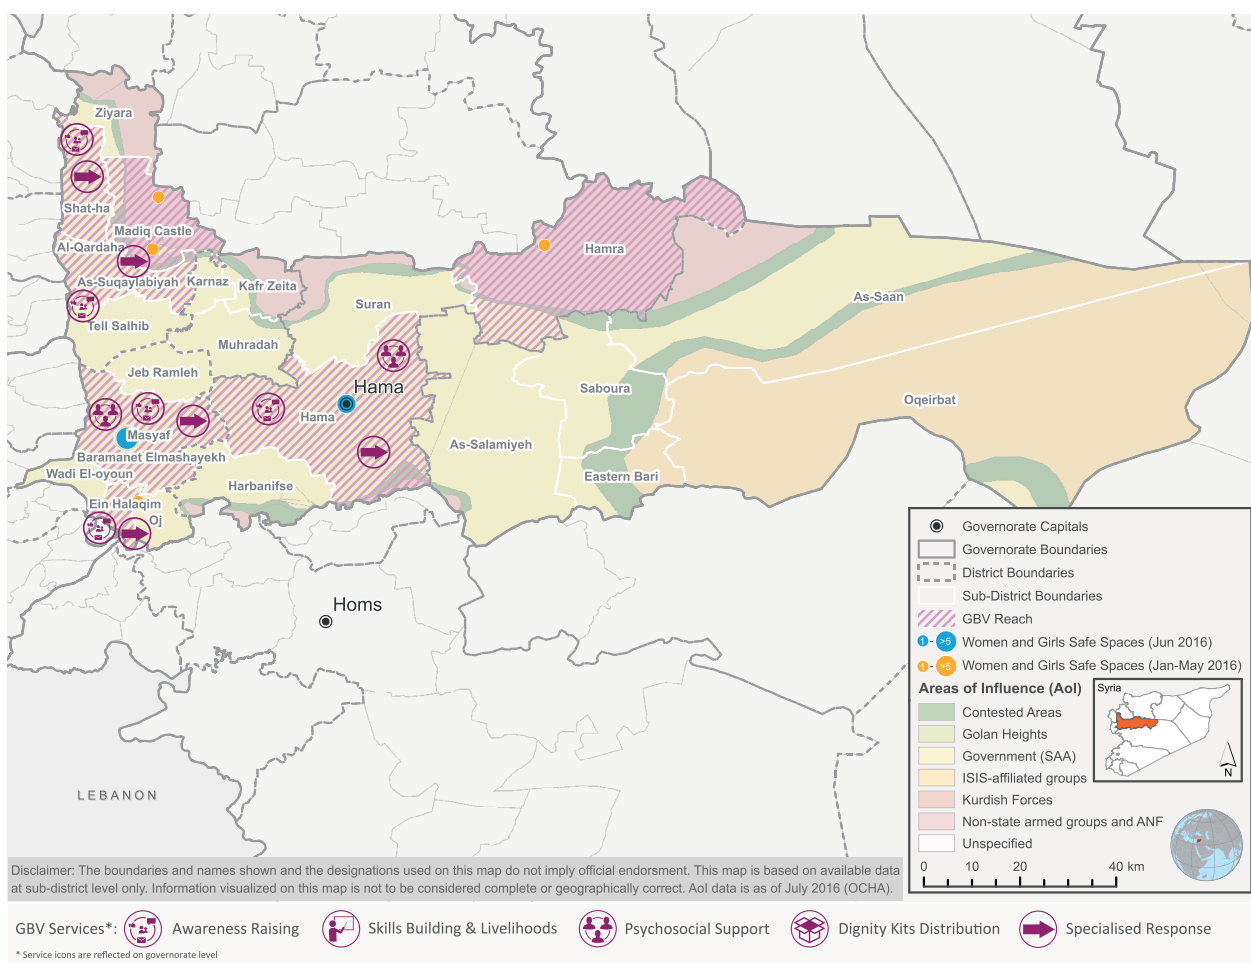 Ziyara
Shat-ha
Madiq Castle
Al-Qardaha
As-Suqaylabiyah
Karnaz
Kafr Zeita
Hamra
Suran
As-Saan
Tell Salhib
Muhradah
Jeb Ramleh
Hama
Saboura
Hama
Oqeirbat
Masyaf
As-Salamiyeh
Baramanet Elmashayekh
Wadi El-oyoun
Harbanifse
Eastern Bari
Ein Halaqim
Oj
Homs
LEBANON
Governorate Capitals
Governorate Boundaries
District Boundaries
Sub-District Boundaries
GBV Reach
1 - >5 Women and Girls Safe Spaces (Jun 2016)
1 - >5 Women and Girls Safe Spaces (Jan-May 2016)
Areas of Influence (AoI)
Contested Areas
Golan Heights
Government (SAA)
ISIS-affiliated groups
Kurdish Forces
Non-state armed groups and ANF
Unspecified
Syria
N
0 10 20 40 km
Disclaimer: The boundaries and names shown and the designations used on this map do not imply official endorsment. This map is based on available data
at sub-district level only. Information visualized on this map is not to be considered complete or geographically correct. AoI data is as of July 2016 (OCHA).
GBV Services*: Awareness Raising Skills Building & Livelihoods Psychosocial Support Dignity Kits Distribution Specialised Response
* Service icons are reflected on governorate level